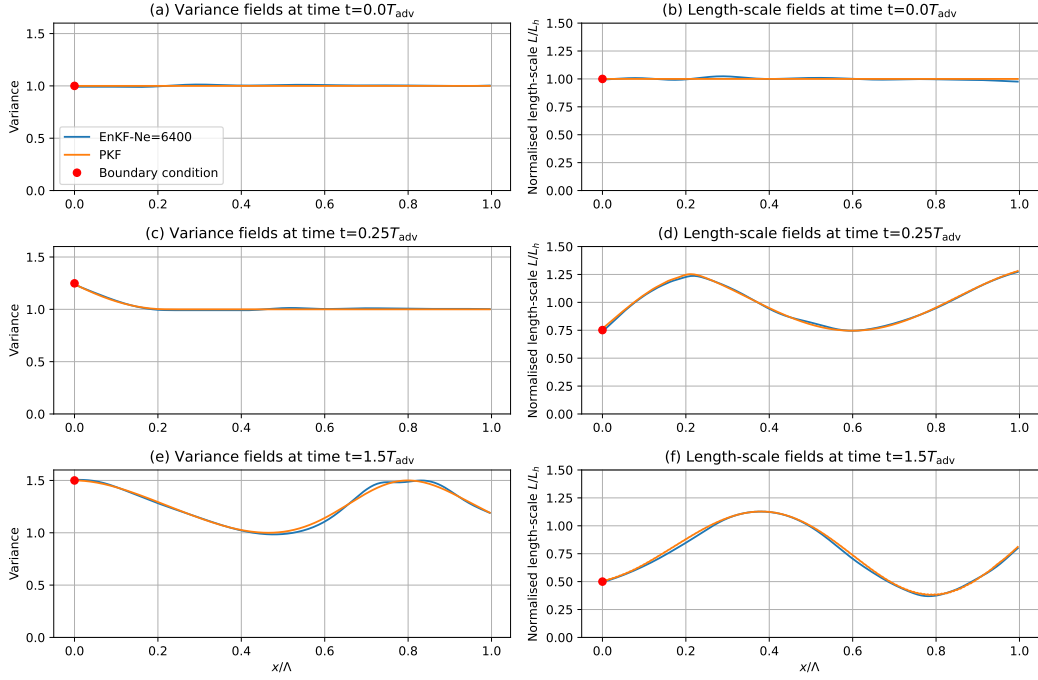 (a) Variance fields at time t=0.0T_adv
Variance
1.5
1.0
0.5
0.0
EnKF-Ne=6400
PKF
Boundary condition
0.0 0.2 0.4 0.6 0.8 1.0
(b) Length-scale fields at time t=0.0T_adv
Normalised length-scale L/L_h
1.50
1.25
1.00
0.75
0.50
0.25
0.00
0.0 0.2 0.4 0.6 0.8 1.0
(c) Variance fields at time t=0.25T_adv
Variance
1.5
1.0
0.5
0.0
0.0 0.2 0.4 0.6 0.8 1.0
(d) Length-scale fields at time t=0.25T_adv
Normalised length-scale L/L_h
1.50
1.25
1.00
0.75
0.50
0.25
0.00
0.0 0.2 0.4 0.6 0.8 1.0
(e) Variance fields at time t=1.5T_adv
Variance
1.5
1.0
0.5
0.0
0.0 0.2 0.4 0.6 0.8 1.0
x/Λ
(f) Length-scale fields at time t=1.5T_adv
Normalised length-scale L/L_h
1.50
1.25
1.00
0.75
0.50
0.25
0.00
0.0 0.2 0.4 0.6 0.8 1.0
x/Λ